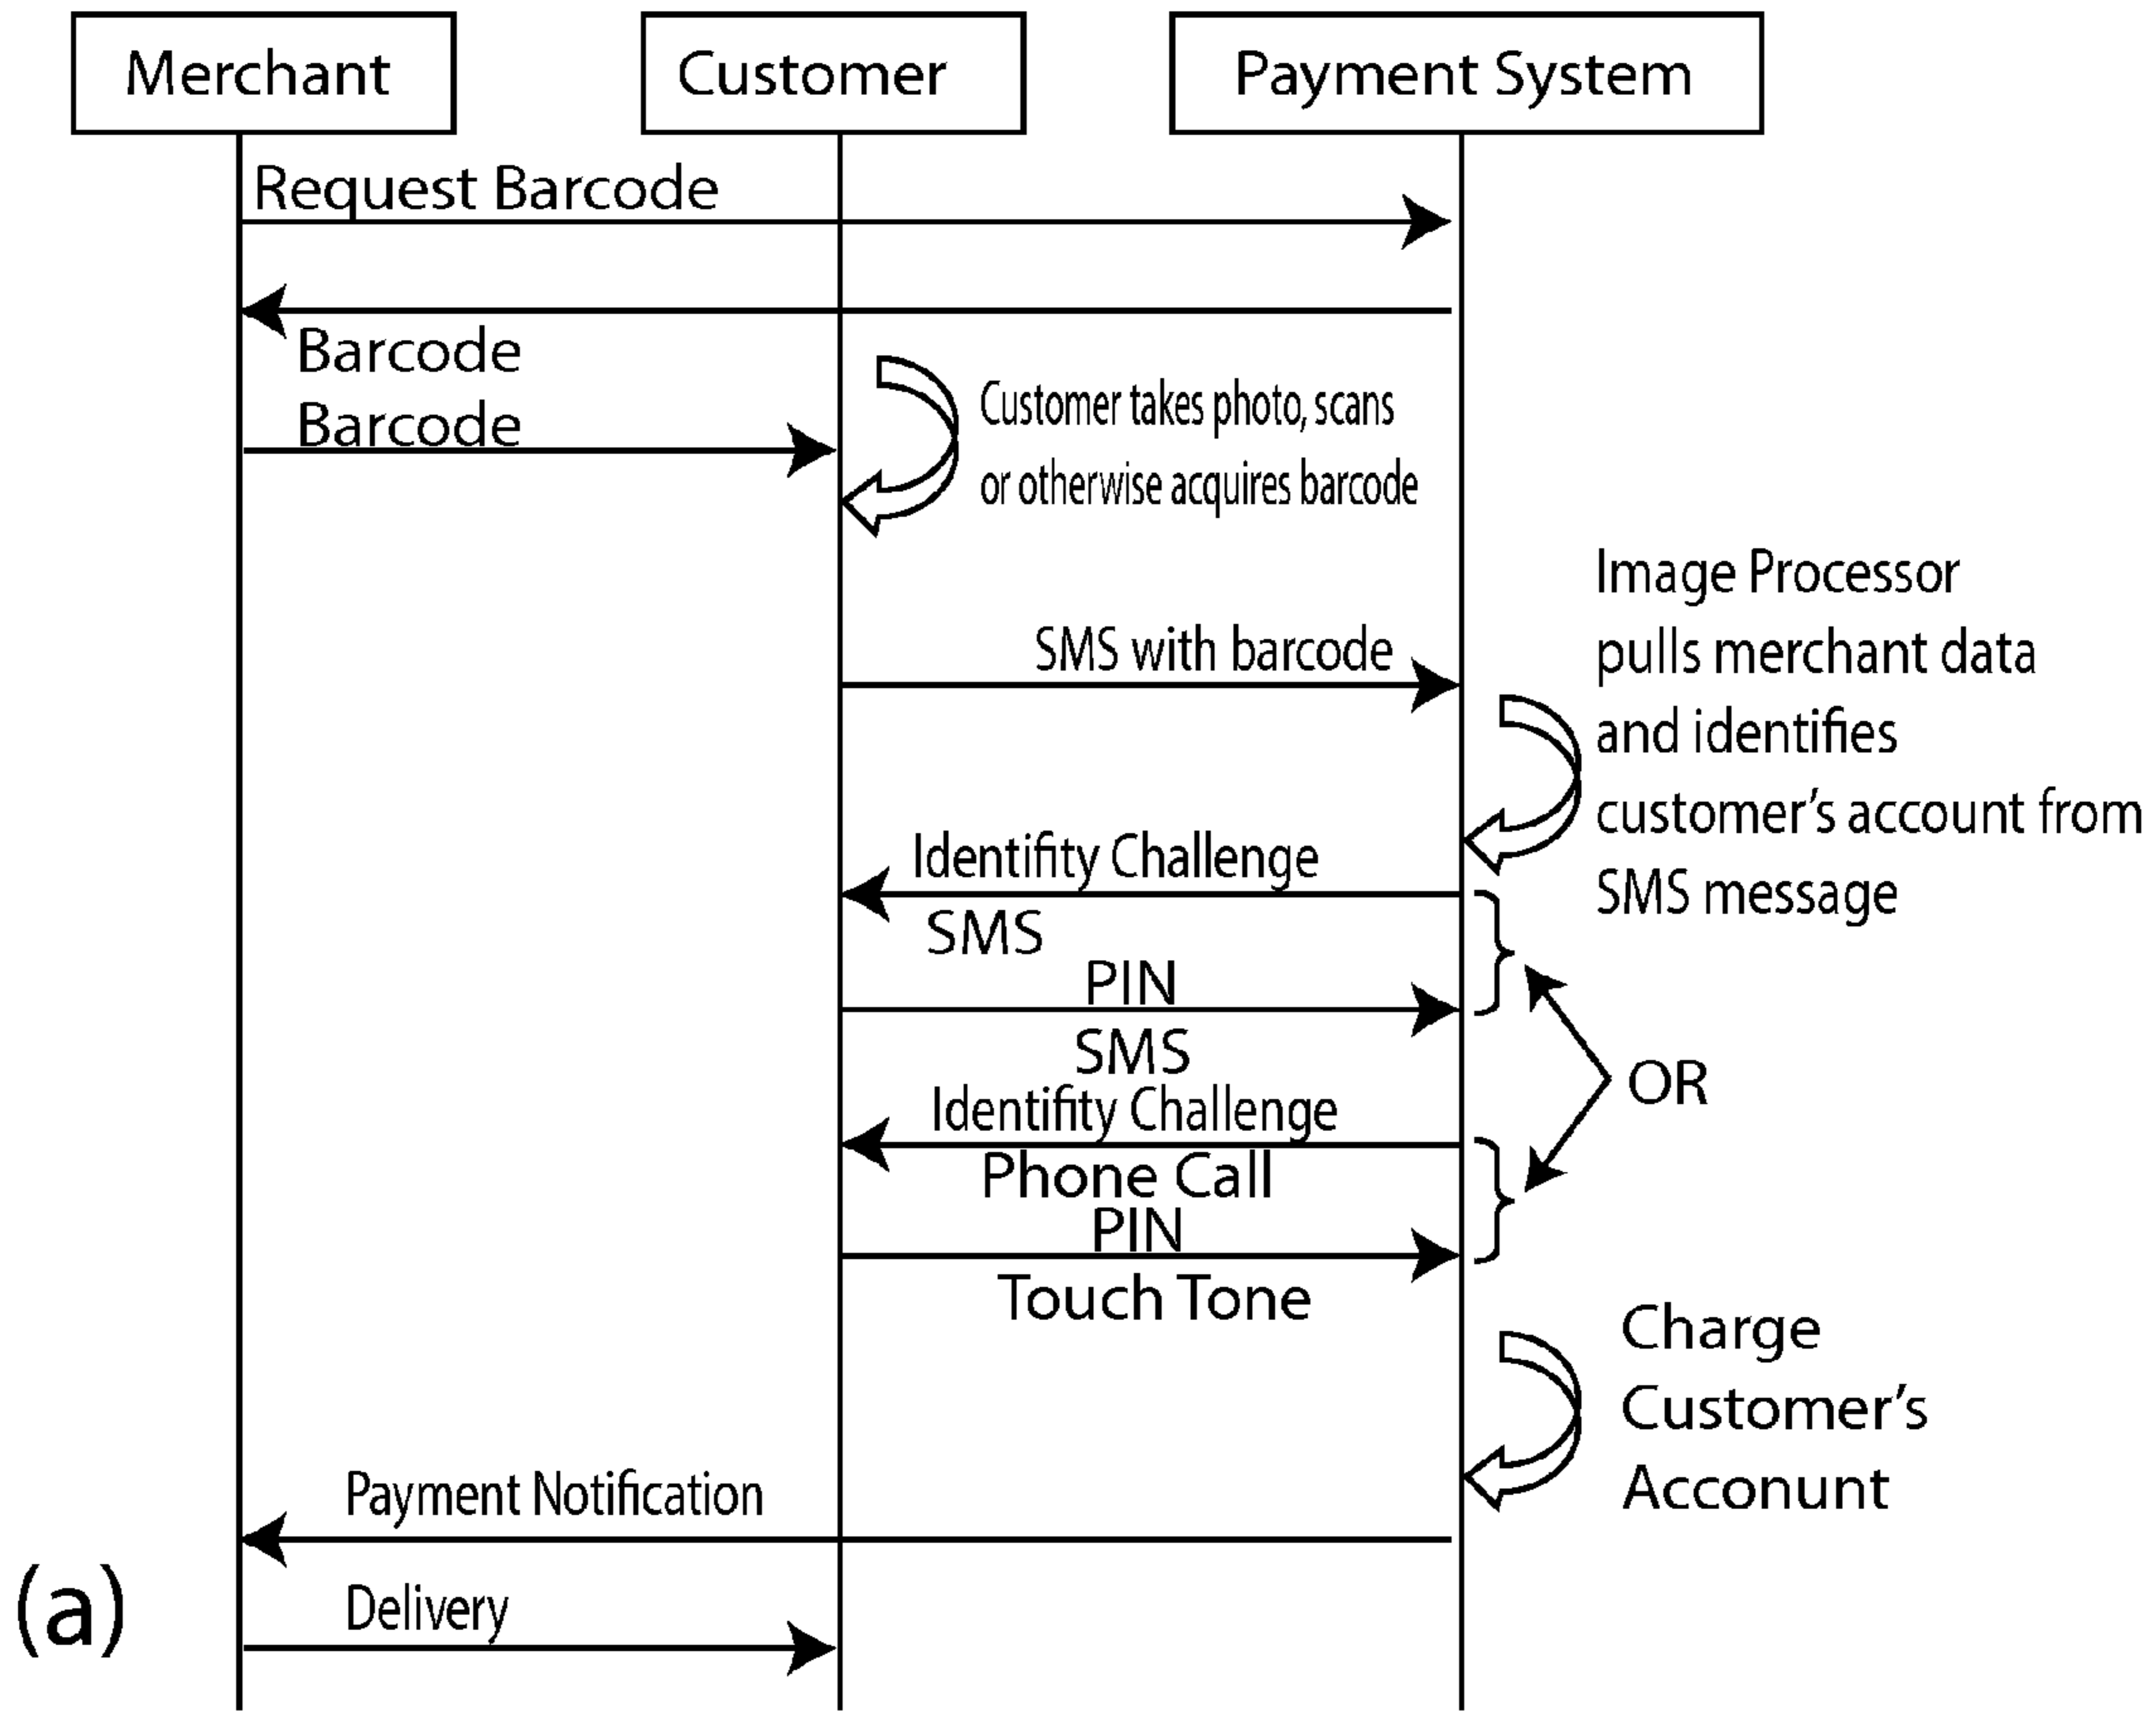 Merchant
Customer
Payment System
Request Barcode
Barcode
Barcode
Customer takes photo, scans
or otherwise acquires barcode
SMS with barcode
Image Processor
pulls merchant data
and identifies
customer's account from
SMS message
Identifity Challenge
SMS
PIN
SMS
Identifity Challenge
Phone Call
PIN
Touch Tone
OR
Charge
Customer's
Acconunt
Payment Notification
Delivery
(a)